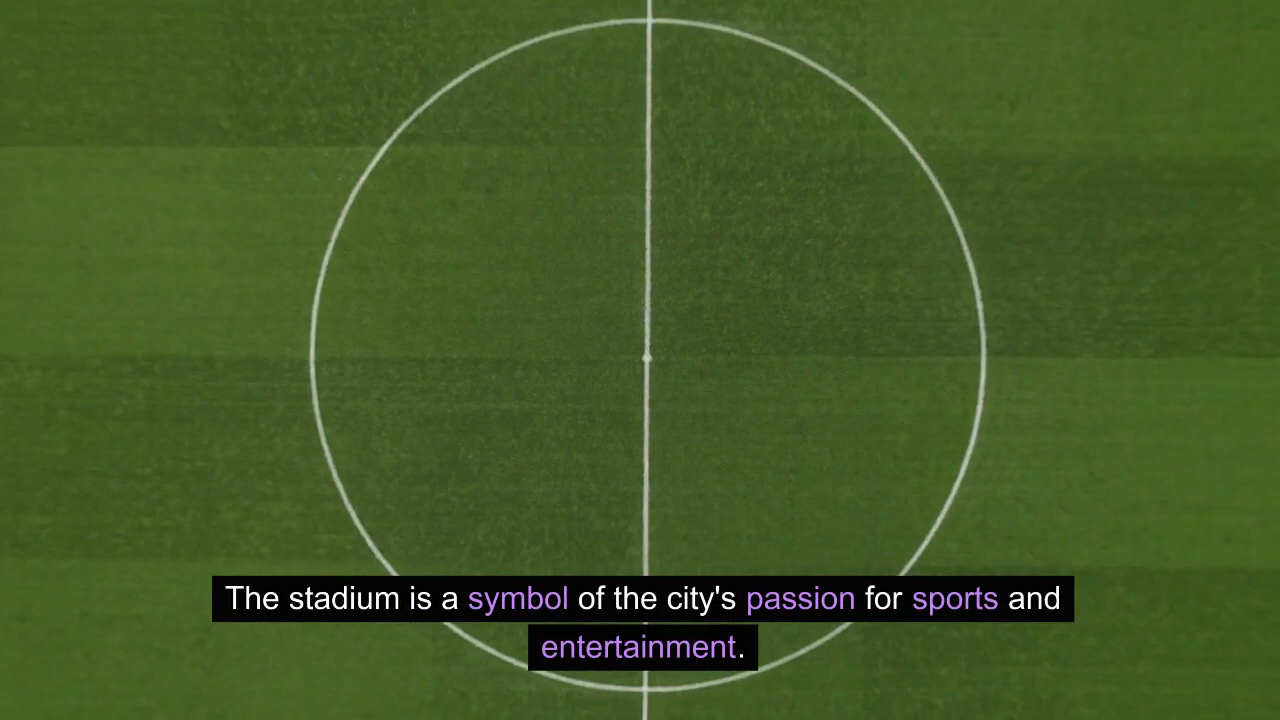 The stadium is a symbol of the city's passion for sports and
entertainment.